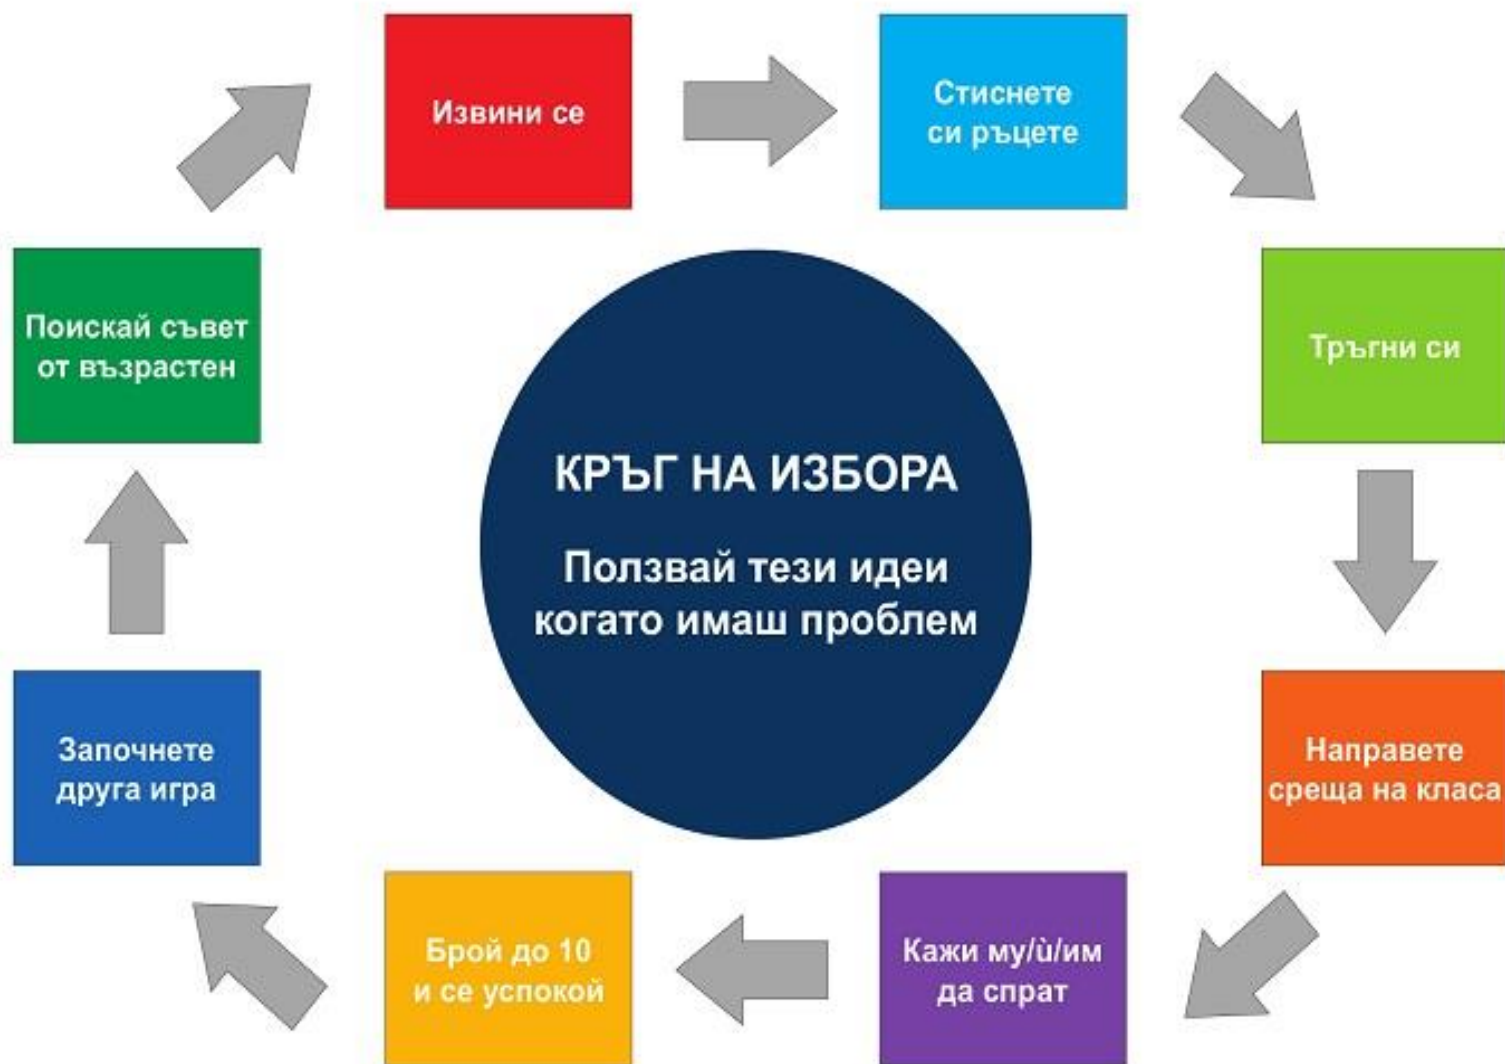 Извини се
Стиснете
си ръцете
Тръгни си
Направете
среща на класа
Кажи му/ѝ/им
да спрат
Брой до 10
и се успокой
Започнете
друга игра
Поискай съвет
от възрастен
КРЪГ НА ИЗБОРА
Ползвай тези идеи
когато имаш проблем